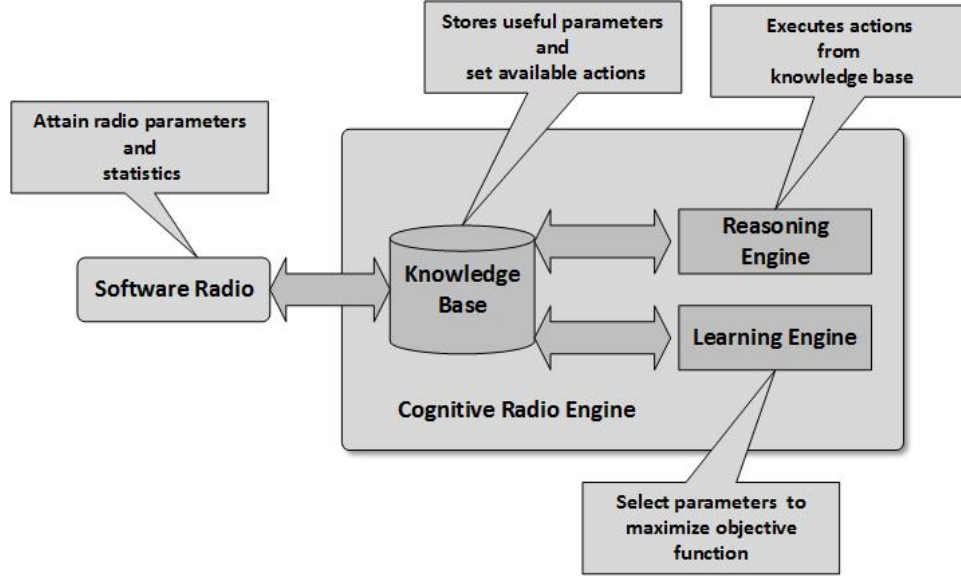 Stores useful parameters
and
set available actions
Executes actions
from
knowledge base
Attain radio parameters
and
statistics
Software Radio
Knowledge
Base
Reasoning
Engine
Learning Engine
Cognitive Radio Engine
Select parameters to
maximize objective
function